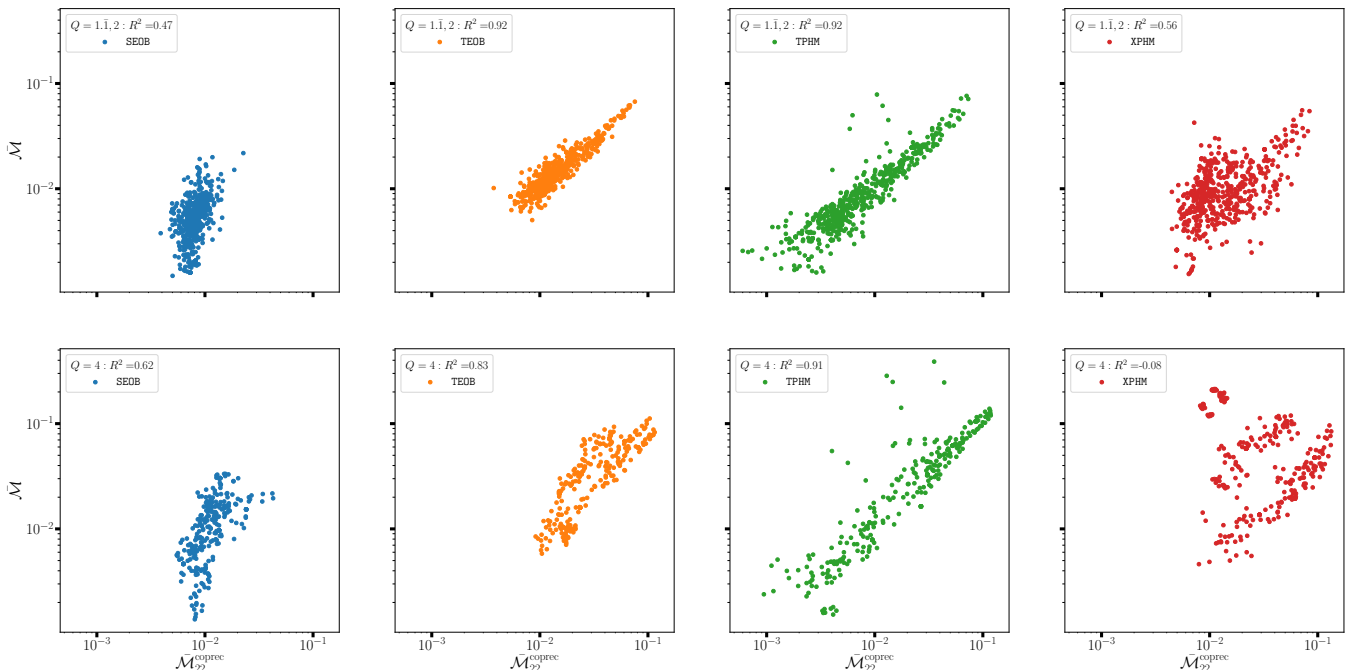 Q = 1.1̄, 2 : R² =0.47
SEOB
Q = 1.1̄, 2 : R² =0.92
TEOB
Q = 1.1̄, 2 : R² =0.92
TPHM
Q = 1.1̄, 2 : R² =0.56
XPHM
10⁻¹
10⁻²
ℳ̄
Q = 4 : R² =0.62
SEOB
Q = 4 : R² =0.83
TEOB
Q = 4 : R² =0.91
TPHM
Q = 4 : R² =-0.08
XPHM
10⁻¹
10⁻²
ℳ̄
10⁻³ 10⁻² 10⁻¹
10⁻³ 10⁻² 10⁻¹
10⁻³ 10⁻² 10⁻¹
10⁻³ 10⁻² 10⁻¹
ℳ̄₂₂^coprec
ℳ̄₂₂^coprec
ℳ̄₂₂^coprec
ℳ̄₂₂^coprec